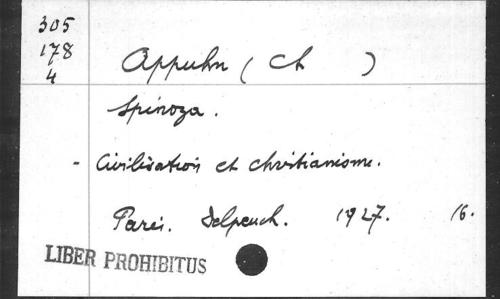 305
178
4
Appuhn ( Ch )
Spinoza.
- Civilisation et christianisme.
Paris. Delpeuch. 1927. 16.
LIBER PROHIBITUS